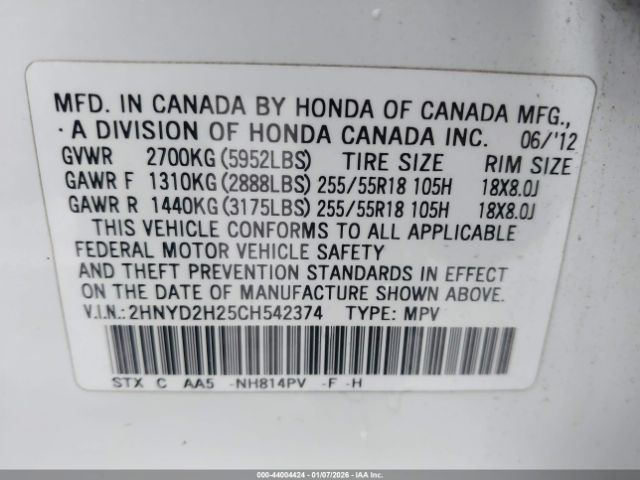 MFD. IN CANADA BY HONDA OF CANADA MFG.,
A DIVISION OF HONDA CANADA INC. 06/'12
GVWR 2700KG (5952LBS) TIRE SIZE RIM SIZE
GAWR F 1310KG (2888LBS) 255/55R18 105H 18X8.0J
GAWR R 1440KG (3175LBS) 255/55R18 105H 18X8.0J
THIS VEHICLE CONFORMS TO ALL APPLICABLE
FEDERAL MOTOR VEHICLE SAFETY
AND THEFT PREVENTION STANDARDS IN EFFECT
ON THE DATE OF MANUFACTURE SHOWN ABOVE.
V.I.N.: 2HNYD2H25CH542374 TYPE: MPV
STX C AA5 -NH814PV -F -H
000-44004424 - 01/07/2026 - IAA Inc.